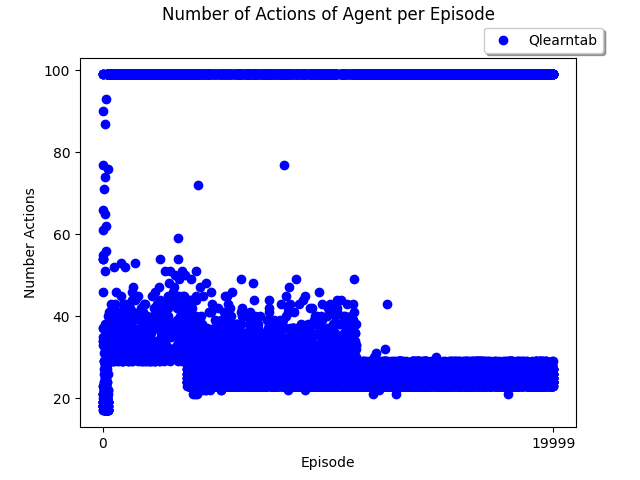 Number of Actions of Agent per Episode
Qlearntab
100
80
60
40
20
Number Actions
0
19999
Episode